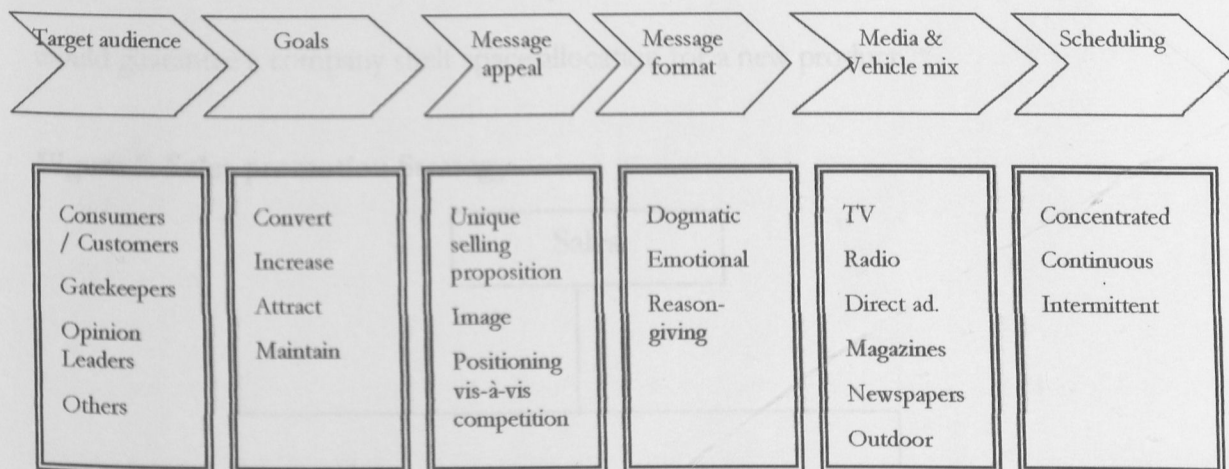 Target audience
Goals
Message
appeal
Message
format
Media &
Vehicle mix
Scheduling
Consumers
/ Customers
Gatekeepers
Opinion
Leaders
Others
Convert
Increase
Attract
Maintain
Unique
selling
proposition
Image
Positioning
vis-à-vis
competition
Dogmatic
Emotional
Reason-
giving
TV
Radio
Direct ad.
Magazines
Newspapers
Outdoor
Concentrated
Continuous
Intermittent